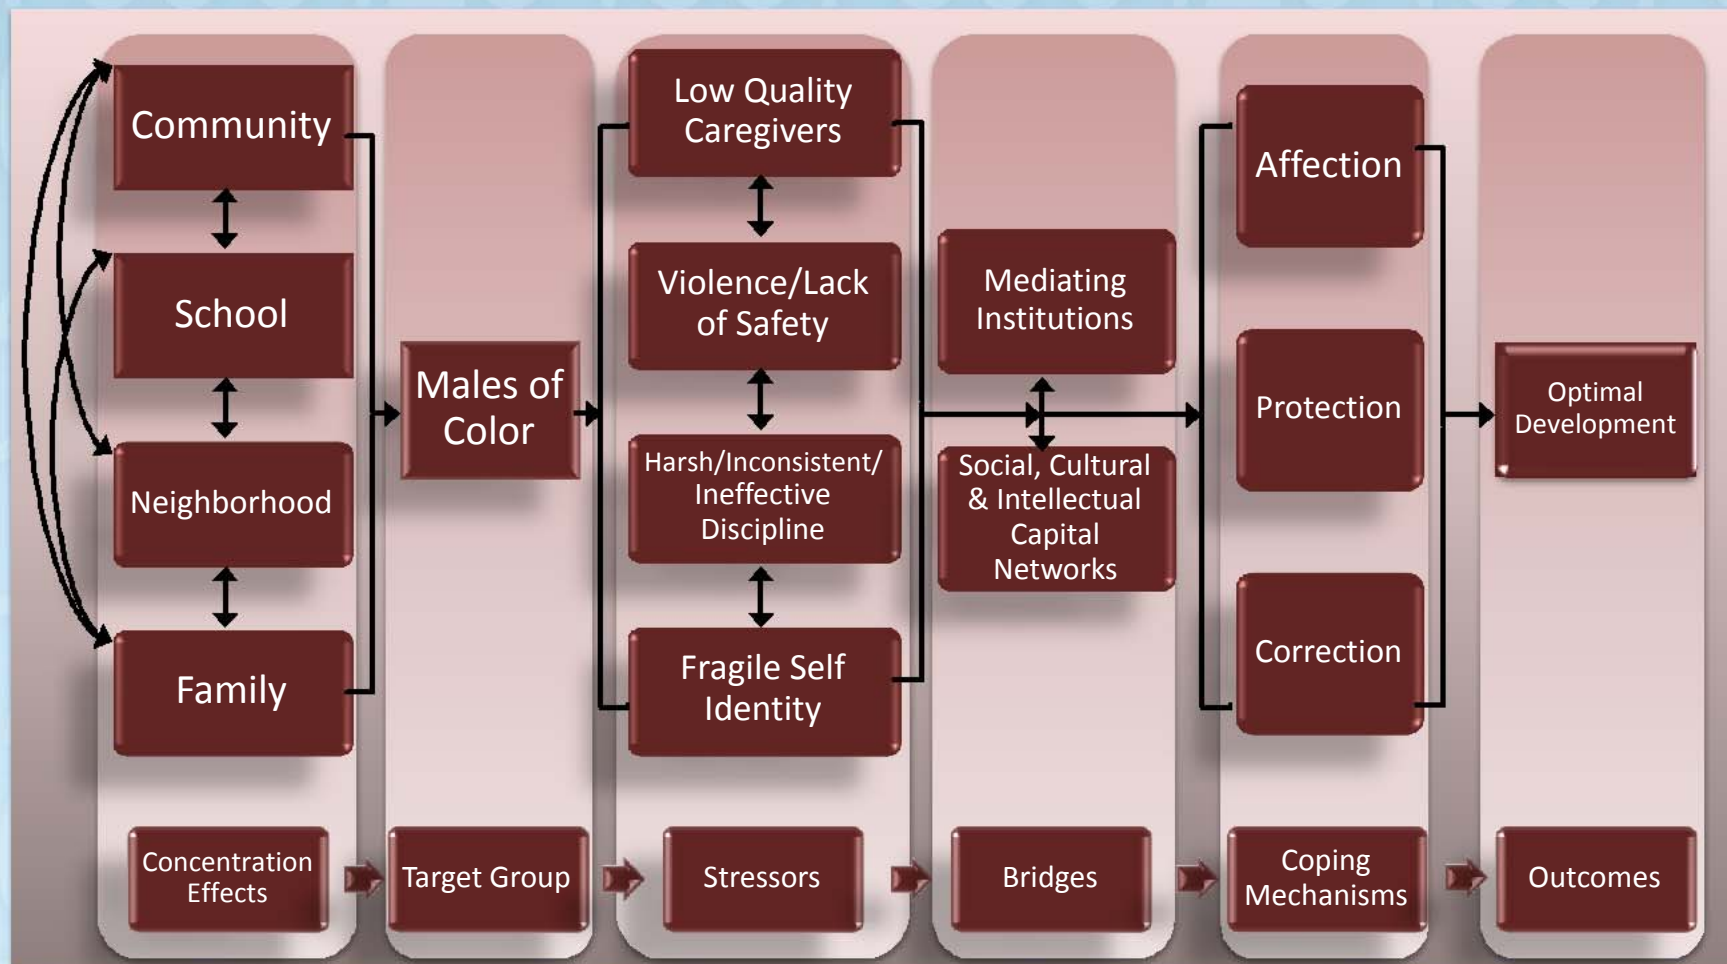 Community
School
Neighborhood
Family
Males of
Color
Low Quality
Caregivers
Violence/Lack
of Safety
Harsh/Inconsistent/
Ineffective
Discipline
Fragile Self
Identity
Mediating
Institutions
Social, Cultural
& Intellectual
Capital
Networks
Affection
Protection
Correction
Optimal
Development
Concentration
Effects
Target Group
Stressors
Bridges
Coping
Mechanisms
Outcomes